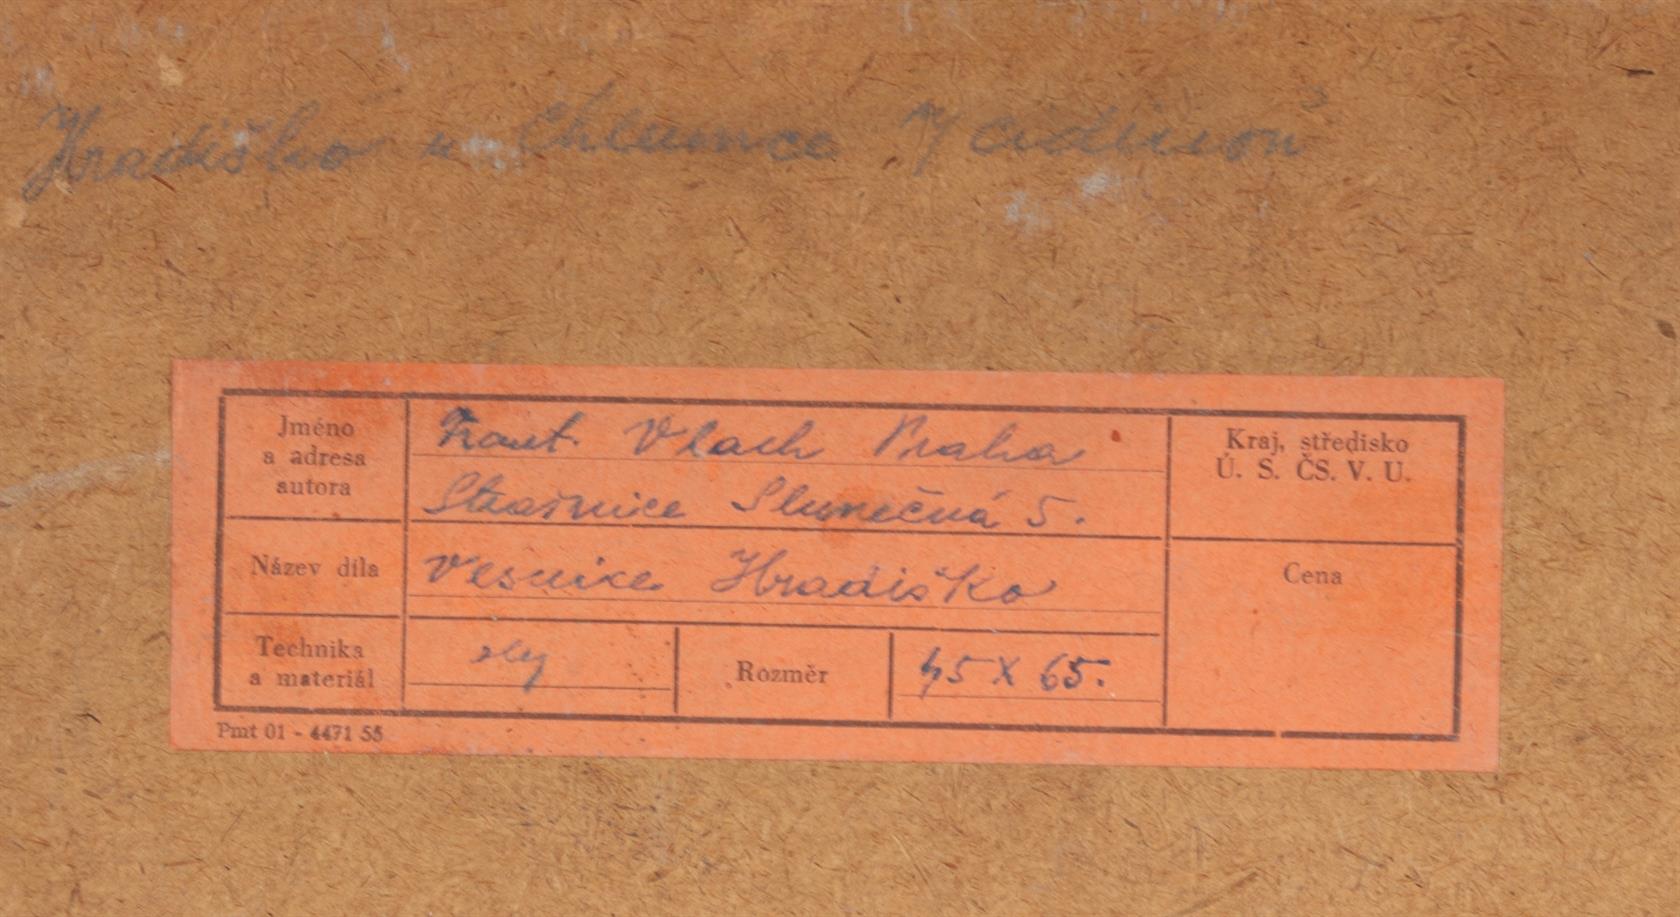 Hradiško u Chlumce n/ Cidlinou
Jméno
a adresa
autora
Frant. Vlach Praha
Strašnice Slunečná 5.
Kraj, středisko
Ú. S. ČS. V. U.
Název díla
Vesnice Hradiško
Cena
Technika
a materiál
olej
Rozměr
45 x 65.
Pmt 01 - 4471 55